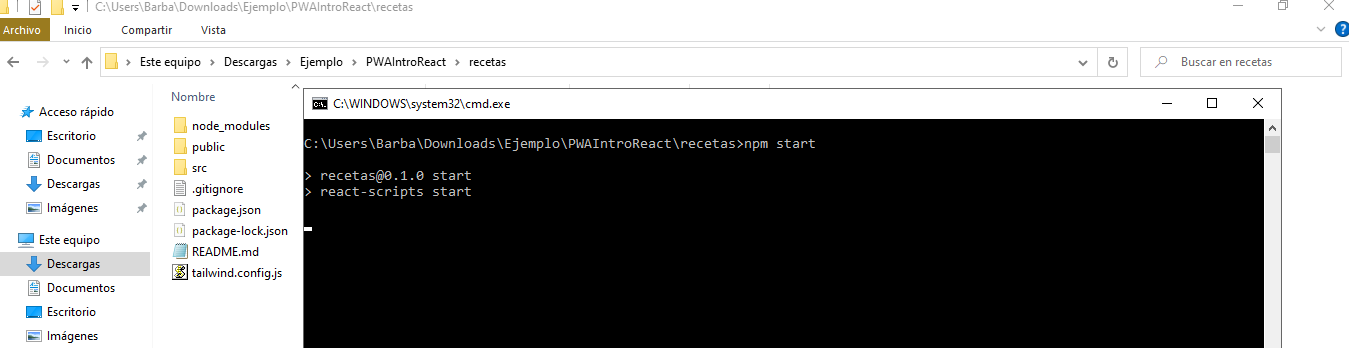 C:\Users\Barba\Downloads\Ejemplo\PWAIntroReact\recetas
Archivo Inicio Compartir Vista
Este equipo Descargas Ejemplo PWAIntroReact recetas
Buscar en recetas
Acceso rápido
Escritorio
Documentos
Descargas
Imágenes
Este equipo
Descargas
Documentos
Escritorio
Imágenes
Nombre
node_modules
public
src
.gitignore
package.json
package-lock.json
README.md
tailwind.config.js
C:\WINDOWS\system32\cmd.exe
C:\Users\Barba\Downloads\Ejemplo\PWAIntroReact\recetas>npm start
> recetas@0.1.0 start
> react-scripts start